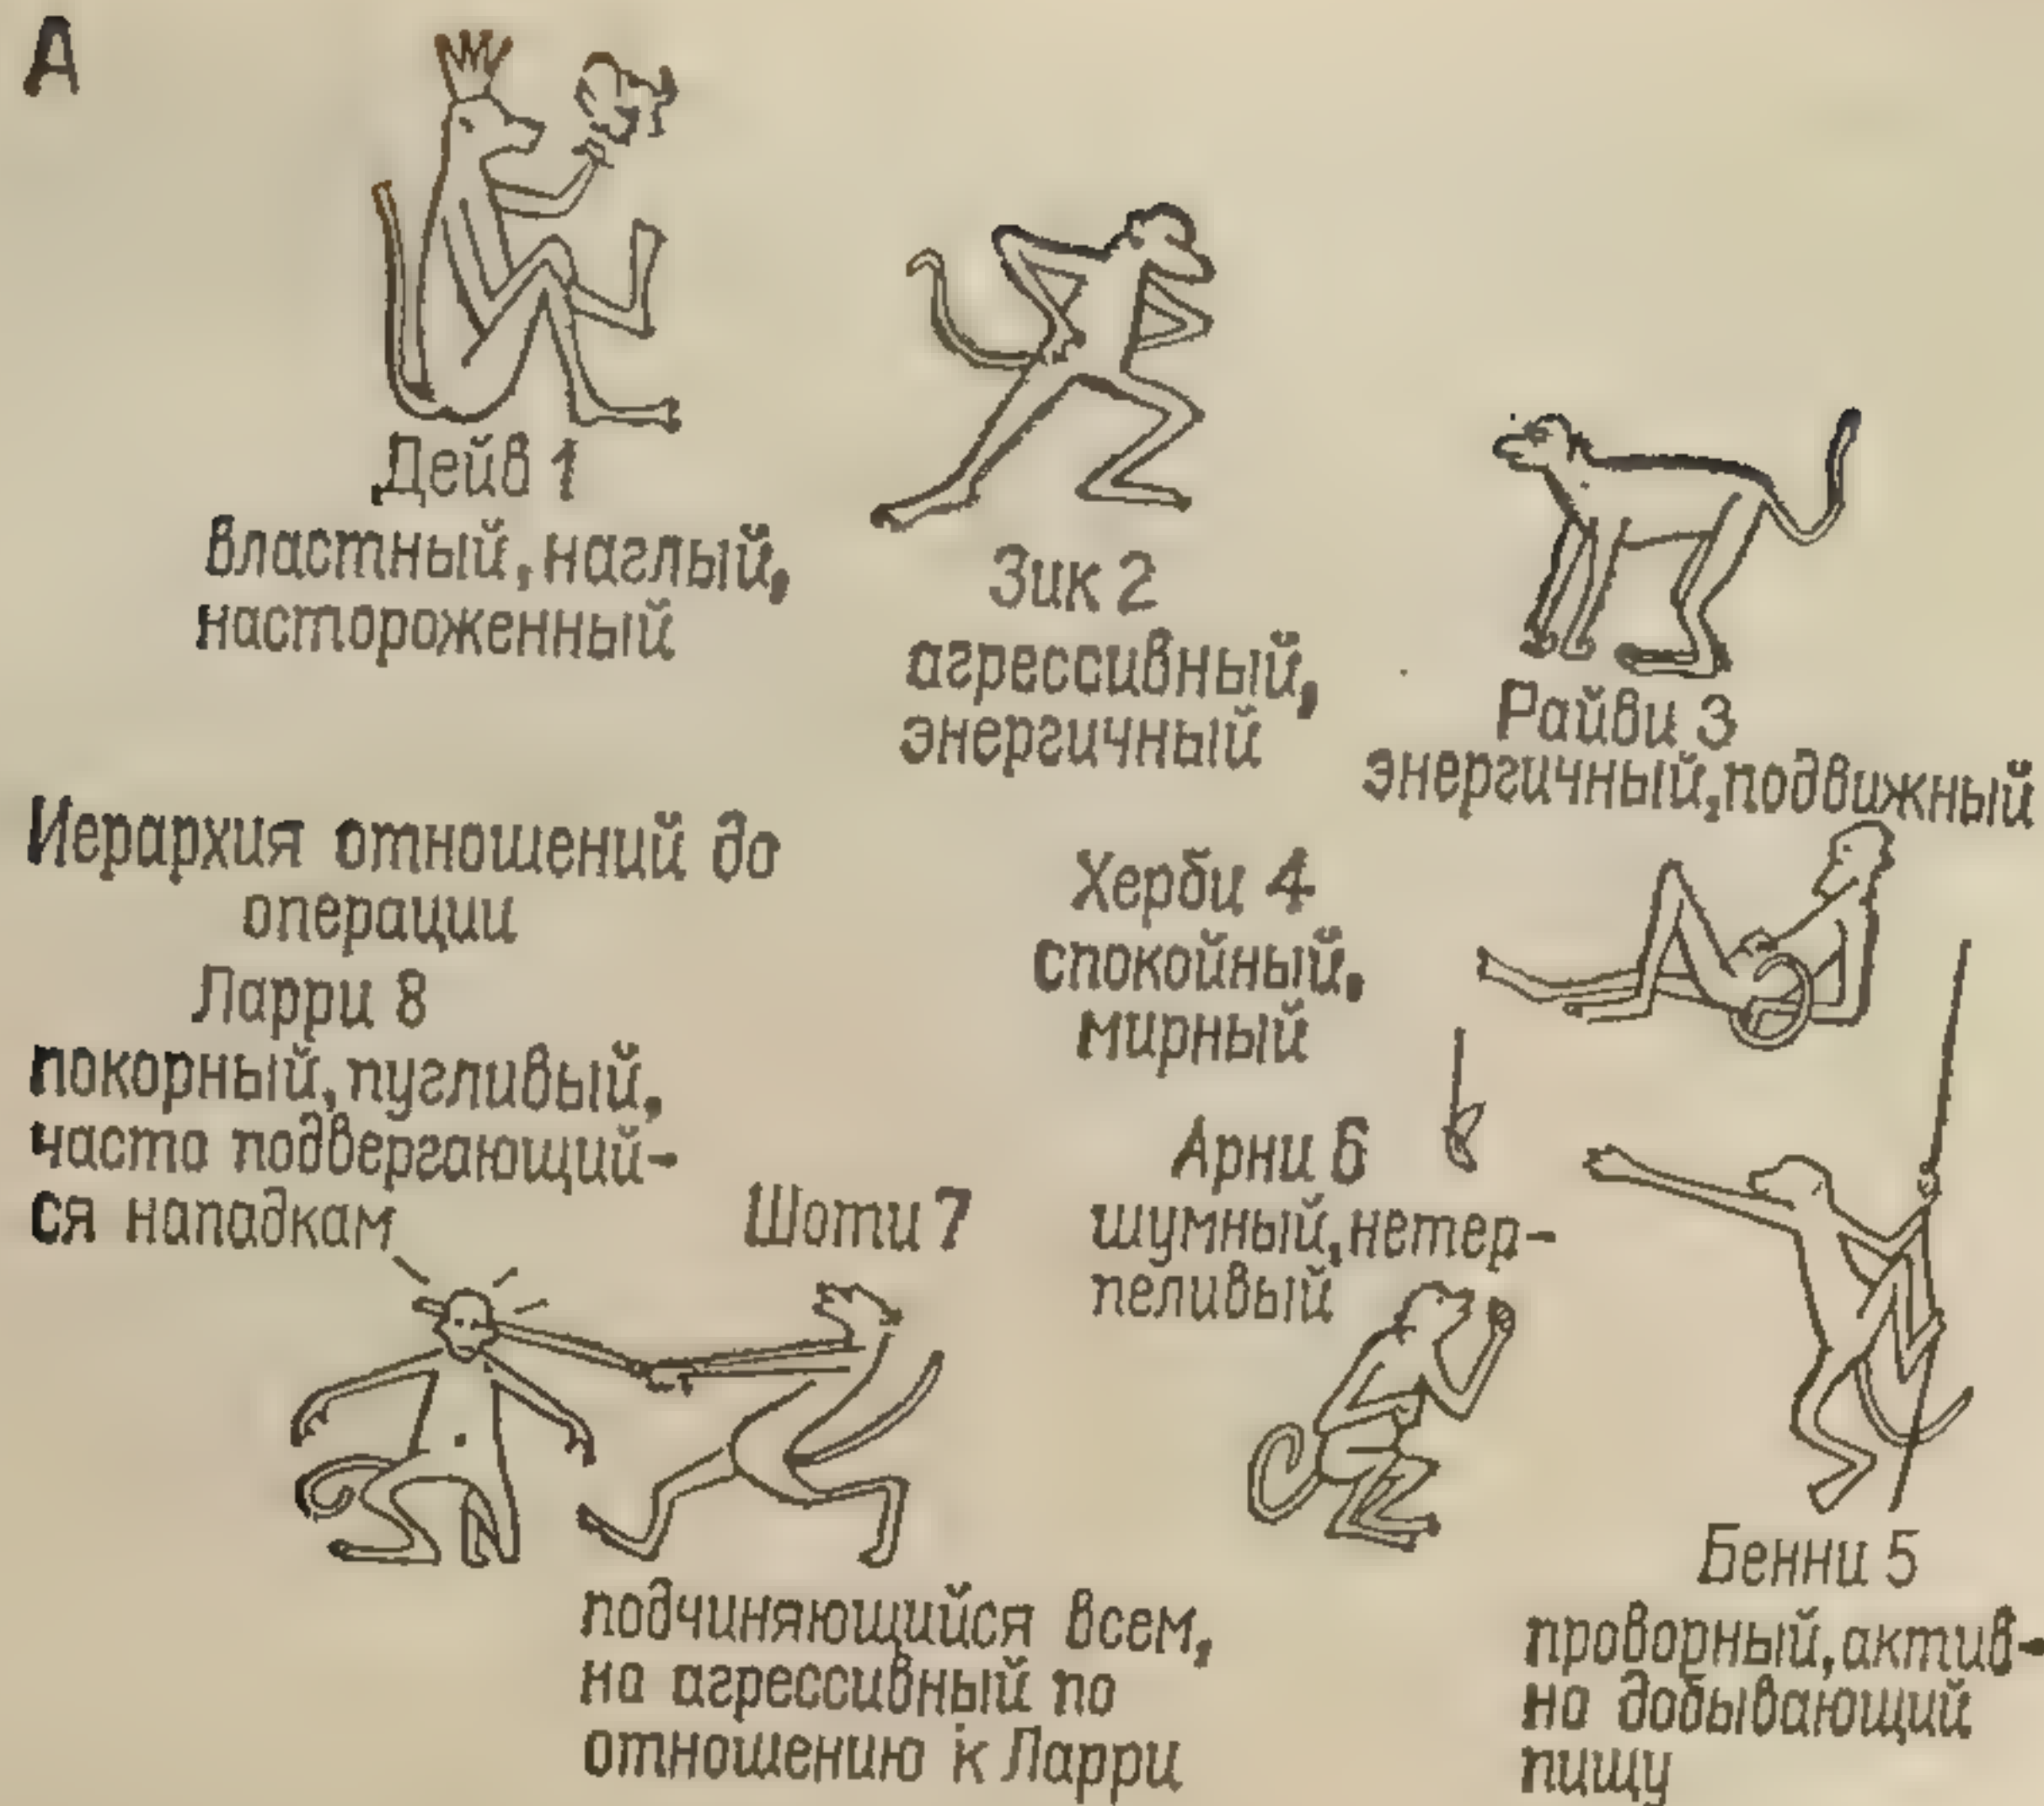 А
Дейв 1
властный, наглый,
настороженный
Зик 2
агрессивный,
энергичный
Райви 3
энергичный, подвижный
Иерархия отношений до
операции
Херби 4
спокойный,
мирный
Ларри 8
покорный, пугливый,
часто подвергающий-
ся нападкам
Арни 6
шумный, нетер-
пеливый
Шоти 7
подчиняющийся всем,
но агрессивный по
отношению к Ларри
Бенни 5
проворный, актив-
но добывающий
пищу